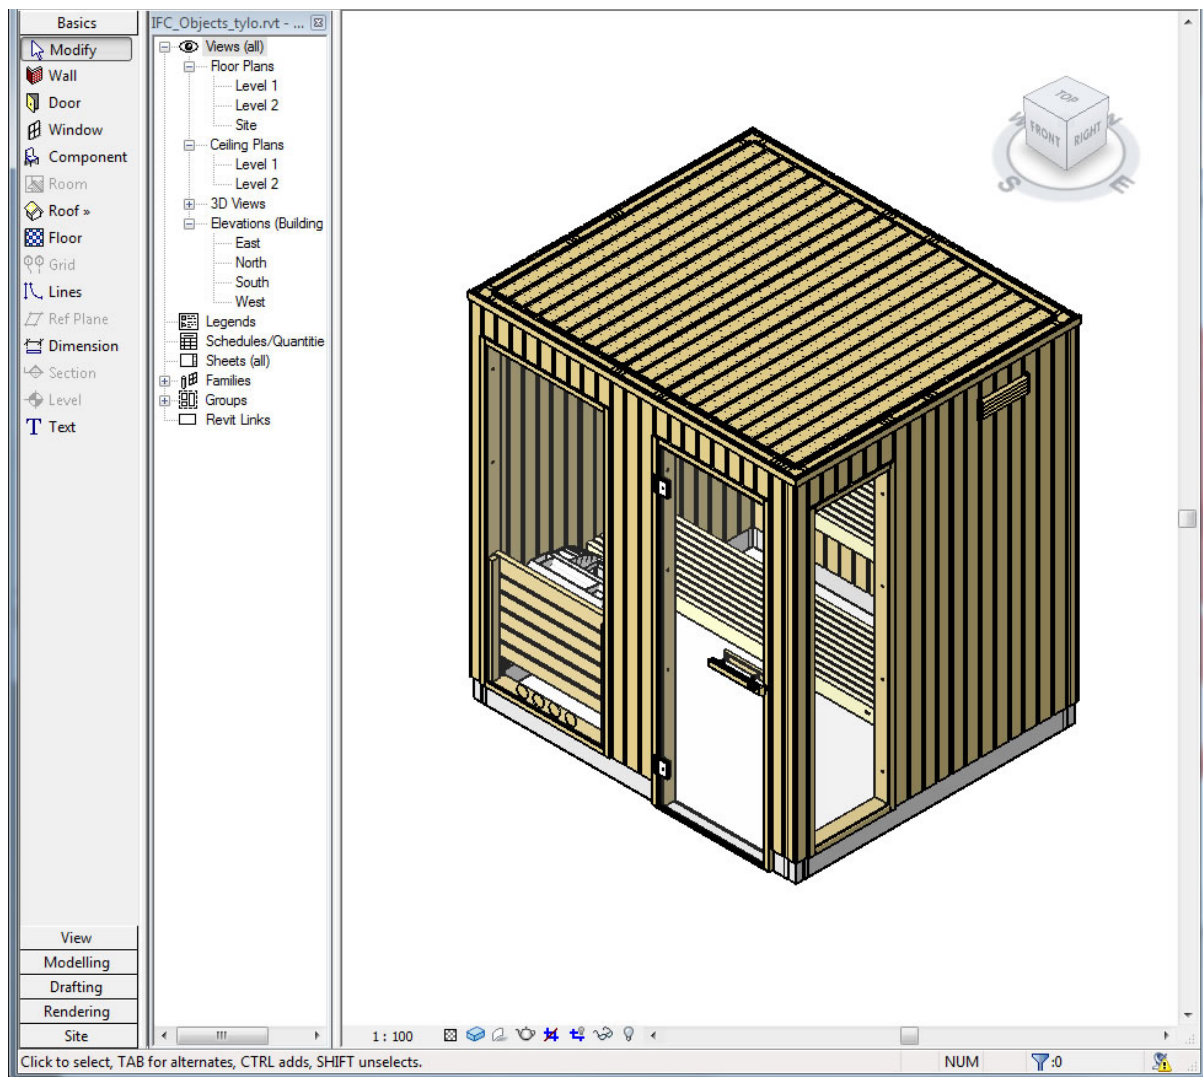 Basics
Modify
Wall
Door
Window
Component
Room
Roof »
Floor
Grid
Lines
Ref Plane
Dimension
Section
Level
T Text
View
Modelling
Drafting
Rendering
Site
IFC_Objects_tylo.rvt - ...
Views (all)
Floor Plans
Level 1
Level 2
Site
Ceiling Plans
Level 1
Level 2
3D Views
Elevations (Building
East
North
South
West
Legends
Schedules/Quantitie
Sheets (all)
Families
Groups
Revit Links
TOP
FRONT
RIGHT
W
N
S
E
1 : 100
Click to select, TAB for alternates, CTRL adds, SHIFT unselects.
NUM
:0